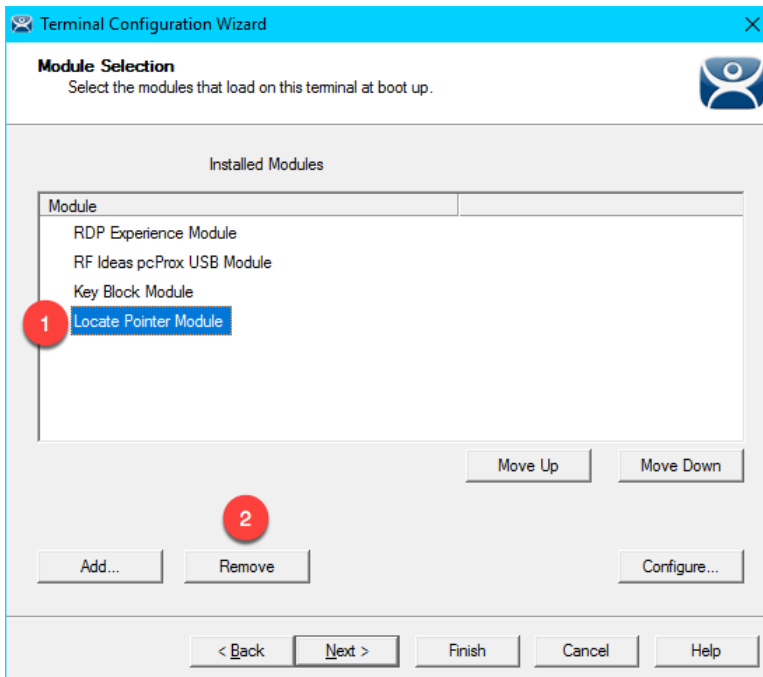 Terminal Configuration Wizard
Module Selection
Select the modules that load on this terminal at boot up.
Installed Modules
Module
RDP Experience Module
RF Ideas pcProx USB Module
Key Block Module
1 Locate Pointer Module
Move Up Move Down
2
Add... Remove Configure...
< Back Next > Finish Cancel Help